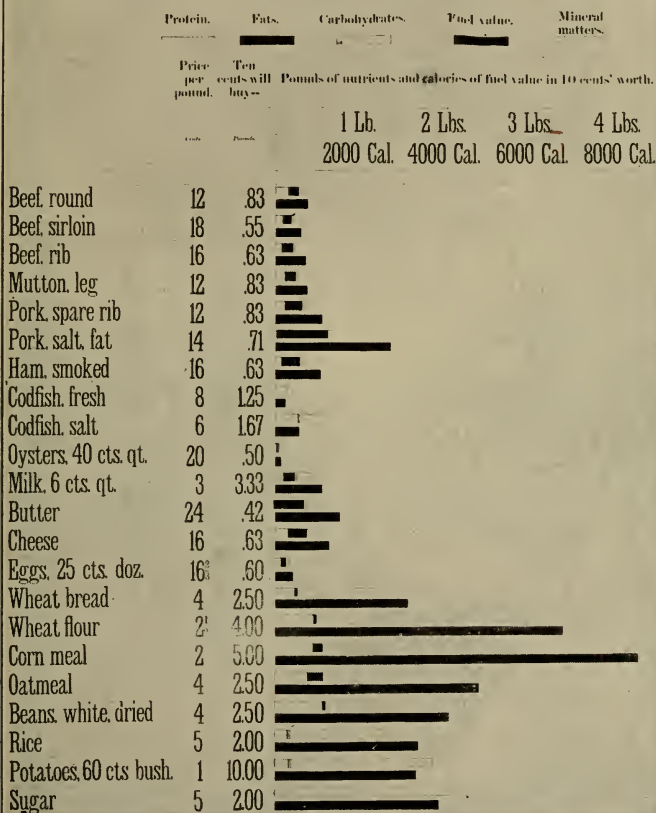 Protein. Fats. Carbohydrates. Fuel value. Mineral matters.
Price per pound. Ten cents will buy-- Pounds of nutrients and calories of fuel value in 10 cents' worth.
Cents. Pounds.
1 Lb. 2 Lbs. 3 Lbs. 4 Lbs.
2000 Cal. 4000 Cal. 6000 Cal. 8000 Cal.
Beef, round 12 .83
Beef, sirloin 18 .55
Beef, rib 16 .63
Mutton, leg 12 .83
Pork, spare rib 12 .83
Pork, salt, fat 14 .71
Ham, smoked 16 .63
Codfish, fresh 8 1.25
Codfish, salt 6 1.67
Oysters, 40 cts. qt. 20 .50
Milk, 6 cts. qt. 3 3.33
Butter 24 .42
Cheese 16 .63
Eggs, 25 cts. doz. 16⅔ .60
Wheat bread 4 2.50
Wheat flour 2½ 4.00
Corn meal 2 5.00
Oatmeal 4 2.50
Beans, white, dried 4 2.50
Rice 5 2.00
Potatoes, 60 cts bush. 1 10.00
Sugar 5 2.00